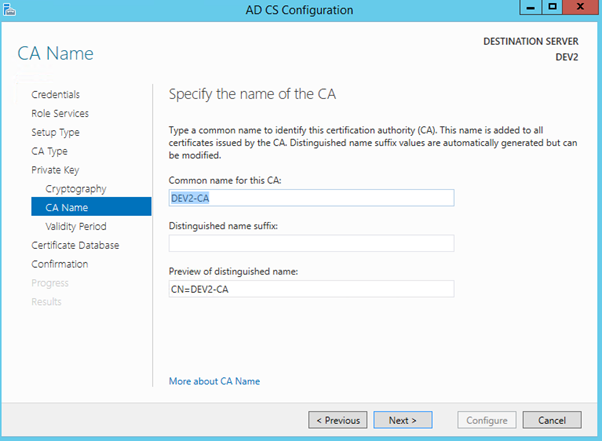 AD CS Configuration
CA Name
DESTINATION SERVER
DEV2
Credentials
Role Services
Setup Type
CA Type
Private Key
Cryptography
CA Name
Validity Period
Certificate Database
Confirmation
Progress
Results
Specify the name of the CA
Type a common name to identify this certification authority (CA). This name is added to all
certificates issued by the CA. Distinguished name suffix values are automatically generated but can
be modified.
Common name for this CA:
DEV2-CA
Distinguished name suffix:
Preview of distinguished name:
CN=DEV2-CA
More about CA Name
< Previous
Next >
Configure
Cancel